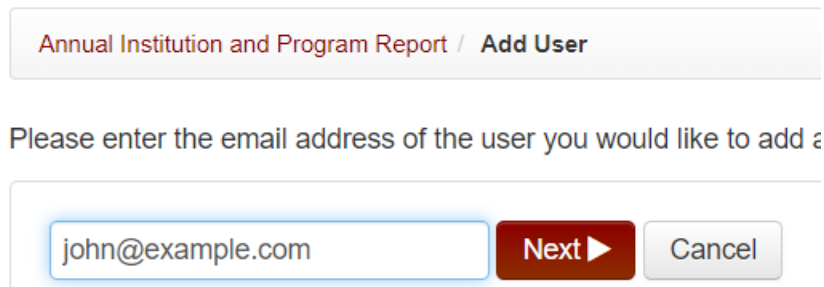 Annual Institution and Program Report / Add User
Please enter the email address of the user you would like to add
john@example.com Next ▶ Cancel